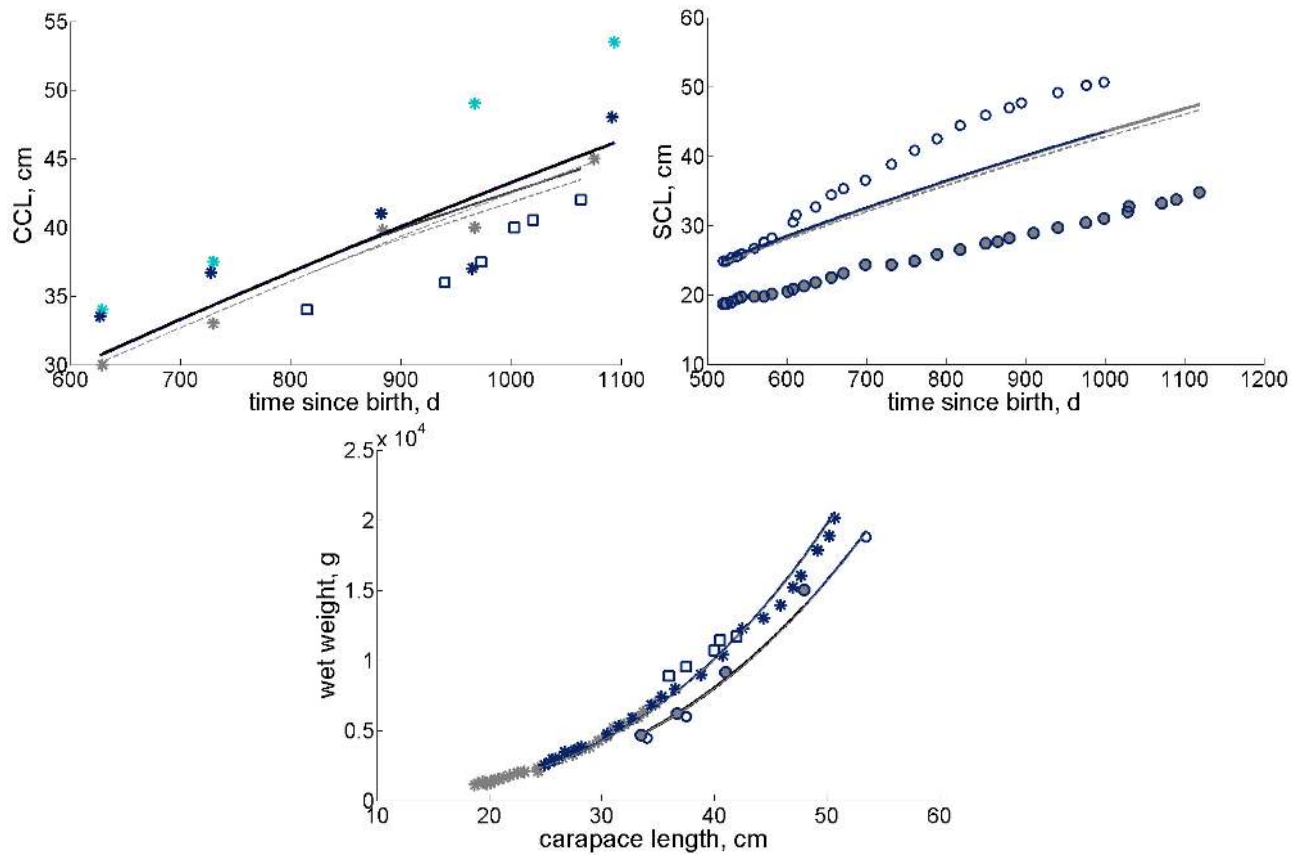 55
50
45
40
35
30
CCL, cm
600 700 800 900 1000 1100
time since birth, d
60
50
40
30
20
10
SCL, cm
500 600 700 800 900 1000 1100 1200
time since birth, d
x 10^4
2.5
2
1.5
1
0.5
0
wet weight, g
10 20 30 40 50 60
carapace length, cm